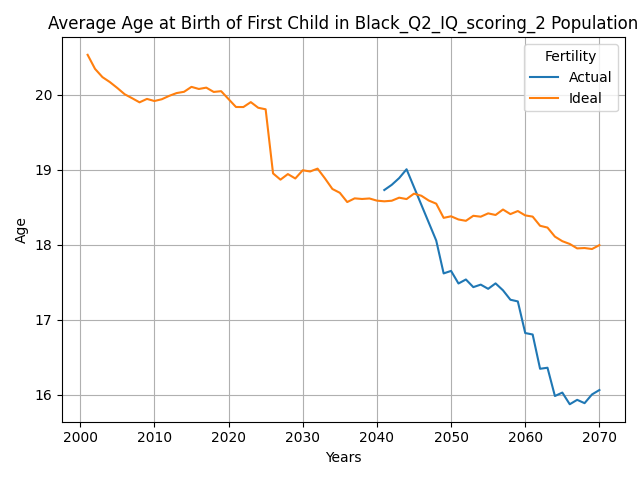 Average Age at Birth of First Child in Black_Q2_IQ_scoring_2 Population
Fertility
Actual
Ideal
Age
20
19
18
17
16
2000 2010 2020 2030 2040 2050 2060 2070
Years